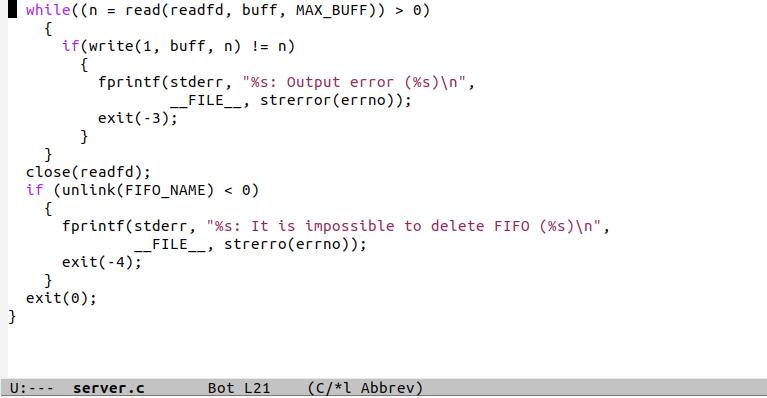 while((n = read(readfd, buff, MAX_BUFF)) > 0)
{
if(write(1, buff, n) != n)
{
fprintf(stderr, "%s: Output error (%s)\n",
__FILE__, strerror(errno));
exit(-3);
}
}
close(readfd);
if (unlink(FIFO_NAME) < 0)
{
fprintf(stderr, "%s: It is impossible to delete FIFO (%s)\n",
__FILE__, strerro(errno));
exit(-4);
}
exit(0);
}
U:--- server.c Bot L21 (C/*l Abbrev)